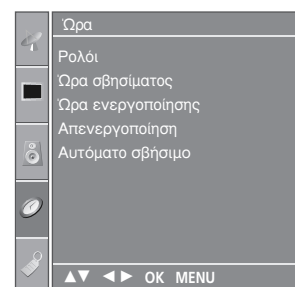 Ώρα
Ρολόι
Ώρα σβησίματος
Ώρα ενεργοποίησης
Απενεργοποίηση
Αυτόματο σβήσιμο
▲▼ ◄► OK MENU